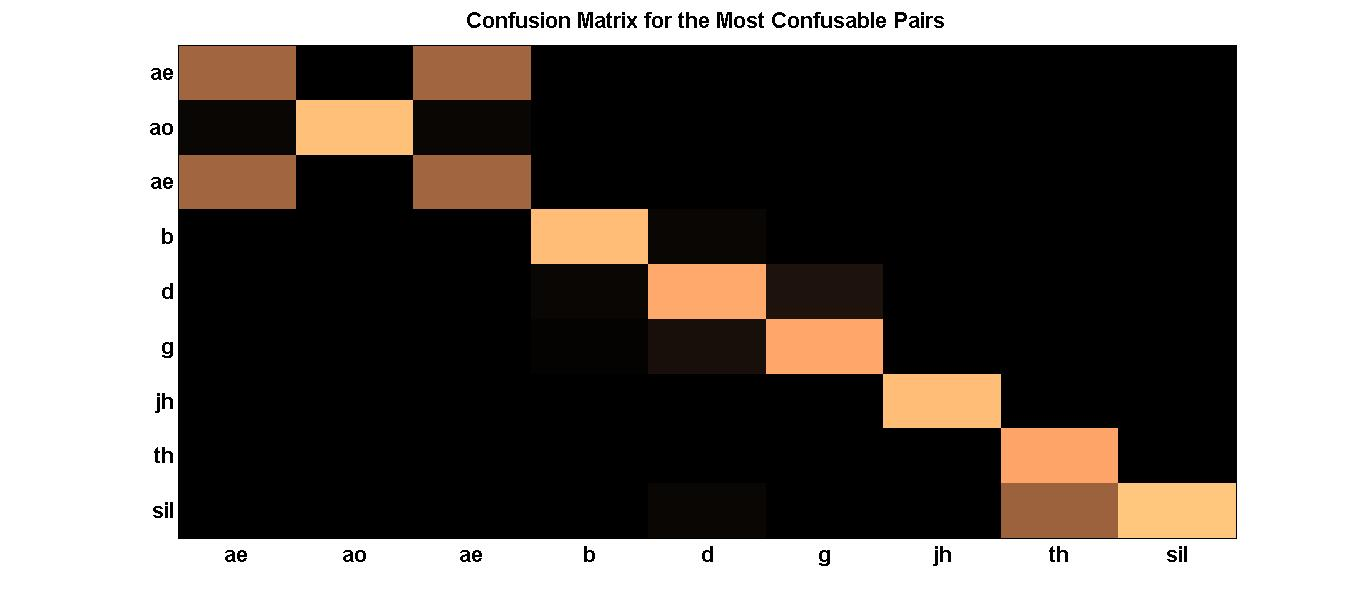 Confusion Matrix for the Most Confusable Pairs
ae
ao
ae
b
d
g
jh
th
sil
ae ao ae b d g jh th sil